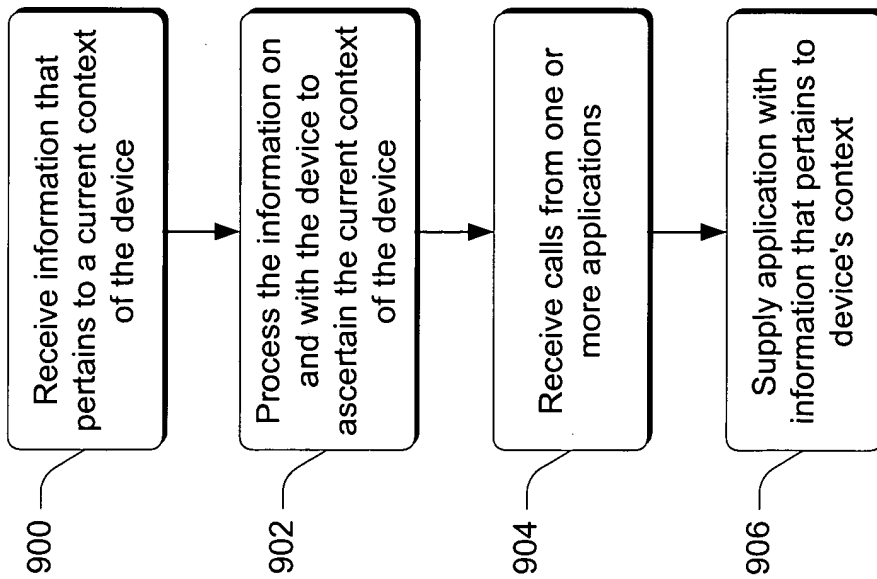 900
Receive information that
pertains to a current context
of the device
902
Process the information on
and with the device to
ascertain the current context
of the device
904
Receive calls from one or
more applications
906
Supply application with
information that pertains to
device's context